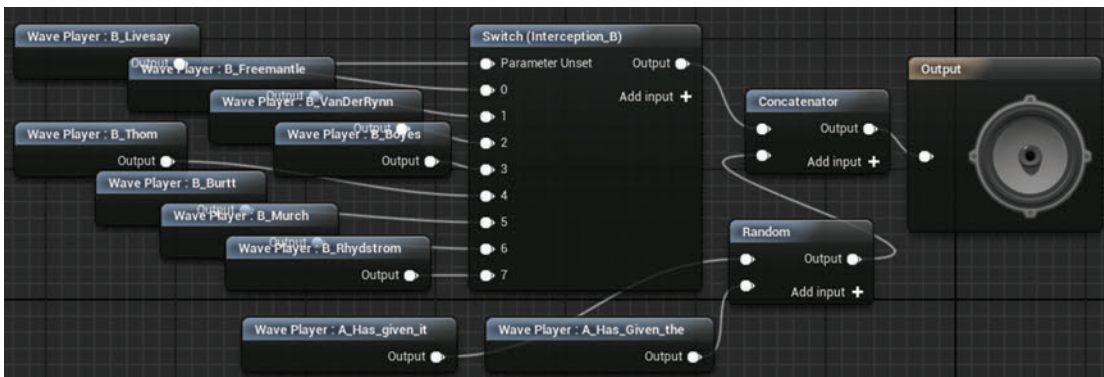 Wave Player : B_Livesay
Output
Wave Player : B_Freemantle
Output
Wave Player : B_VanDerRynn
Output
Wave Player : B_Boyes
Output
Wave Player : B_Thom
Output
Wave Player : B_Burtt
Output
Wave Player : B_Murch
Output
Wave Player : B_Rhydstrom
Output
Switch (Interception_B)
Parameter Unset Output
0
Add input +
1
2
3
4
5
6
7
Concatenator
Output
Add input +
Output
Random
Output
Add input +
Wave Player : A_Has_given_it
Output
Wave Player : A_Has_Given_the
Output